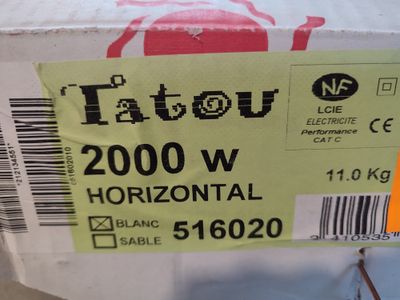 Tatou
NF
LCIE
ELECTRICITE
Performance
CAT C
CE
2000 W
HORIZONTAL
11.0 Kg
BLANC
SABLE
516020